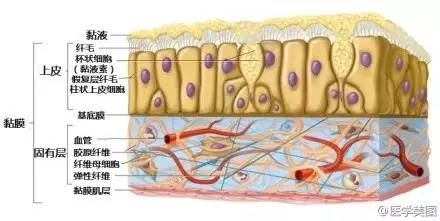 黏液
纤毛
杯状细胞
(黏液素)
假复层纤毛
柱状上皮细胞
上皮
基底膜
黏膜
血管
胶原纤维
纤维母细胞
弹性纤维
固有层
黏膜肌层
@医学美图